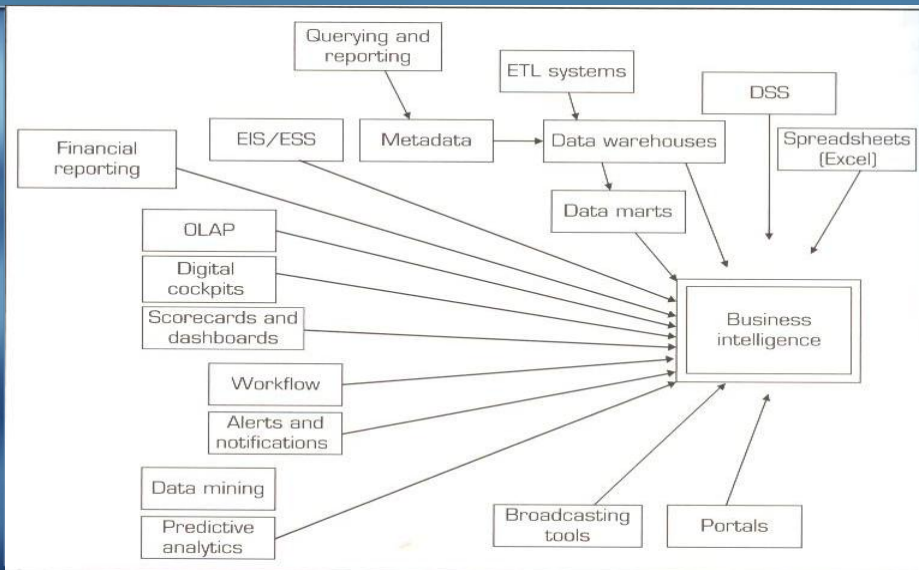 Querying and
reporting
ETL systems
DSS
Financial
reporting
EIS/ESS
Metadata
Data warehouses
Spreadsheets
(Excel)
OLAP
Data marts
Digital
cockpits
Scorecards and
dashboards
Business
intelligence
Workflow
Alerts and
notifications
Data mining
Predictive
analytics
Broadcasting
tools
Portals